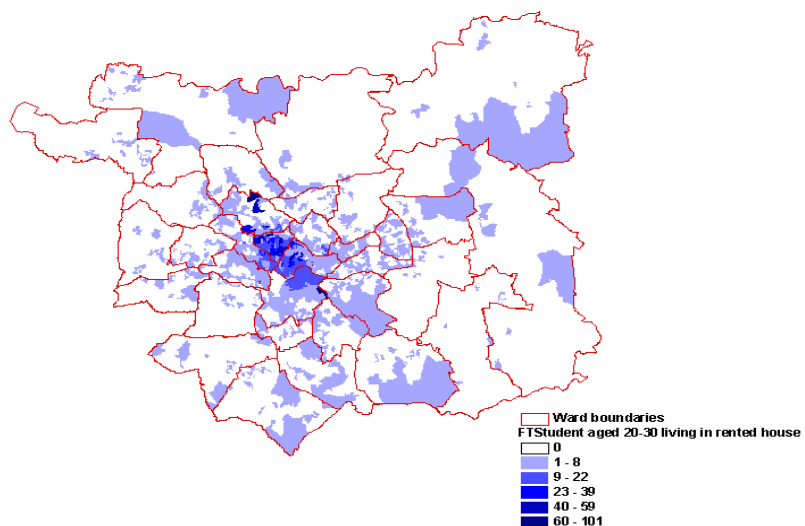 Ward boundaries
FTStudent aged 20-30 living in rented house
0
1 - 8
9 - 22
23 - 39
40 - 59
60 - 101